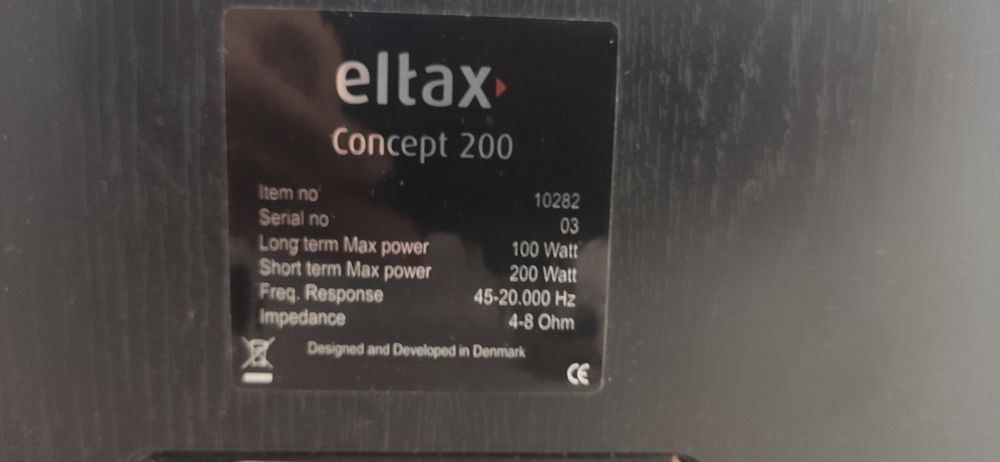 eltax
Concept 200
Item no 10282
Serial no 03
Long term Max power 100 Watt
Short term Max power 200 Watt
Freq. Response 45-20.000 Hz
Impedance 4-8 Ohm
Designed and Developed in Denmark
CE